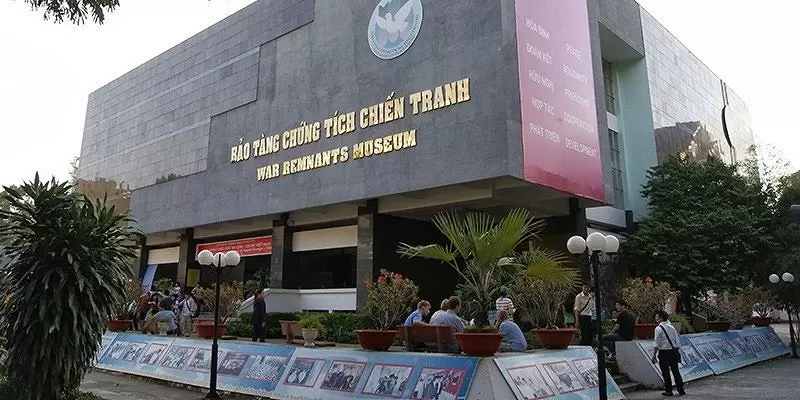 BẢO TÀNG CHỨNG TÍCH CHIẾN TRANH
WAR REMNANTS MUSEUM
HÒA BÌNH PEACE
ĐOÀN KẾT SOLIDARITY
HỮU NGHỊ FRIENDSHIP
HỢP TÁC COOPERATION
PHÁT TRIỂN DEVELOPMENT